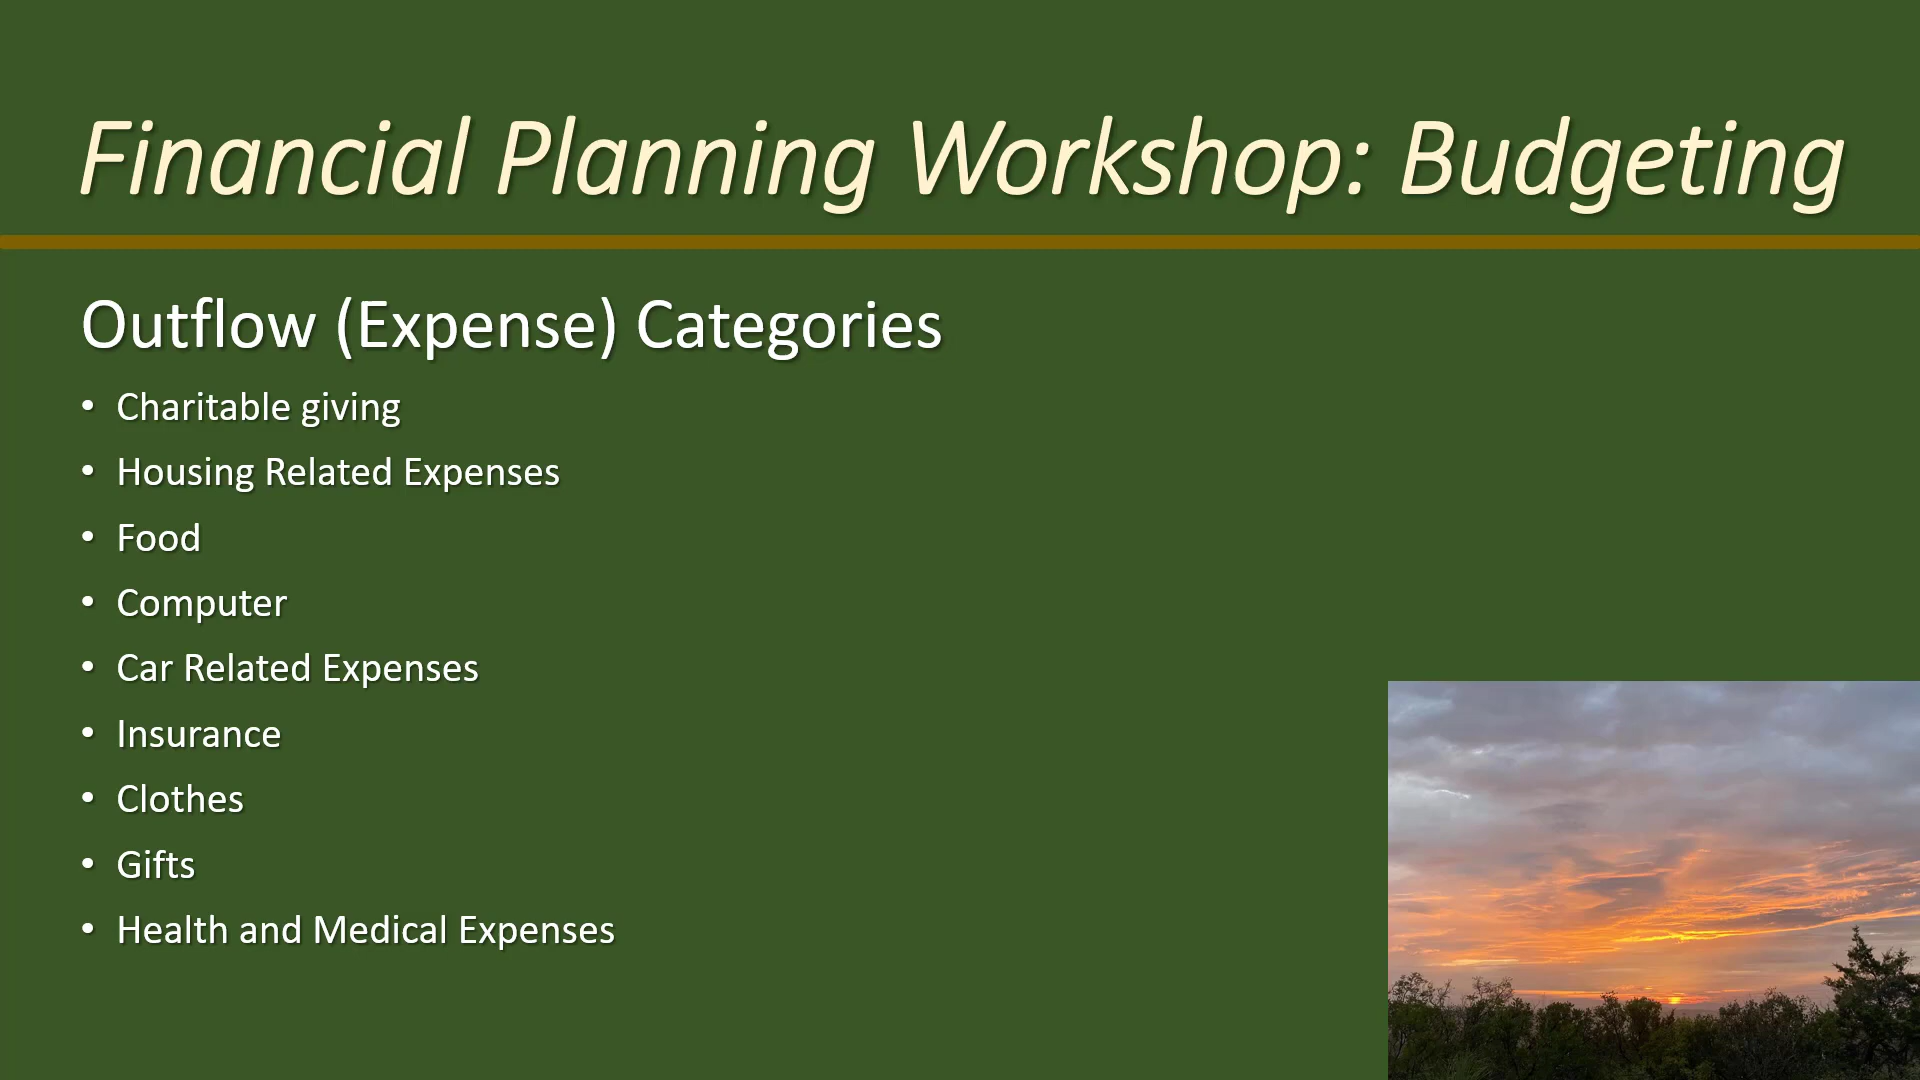 Financial Planning Workshop: Budgeting
Outflow (Expense) Categories
• Charitable giving
• Housing Related Expenses
• Food
• Computer
• Car Related Expenses
• Insurance
• Clothes
• Gifts
• Health and Medical Expenses